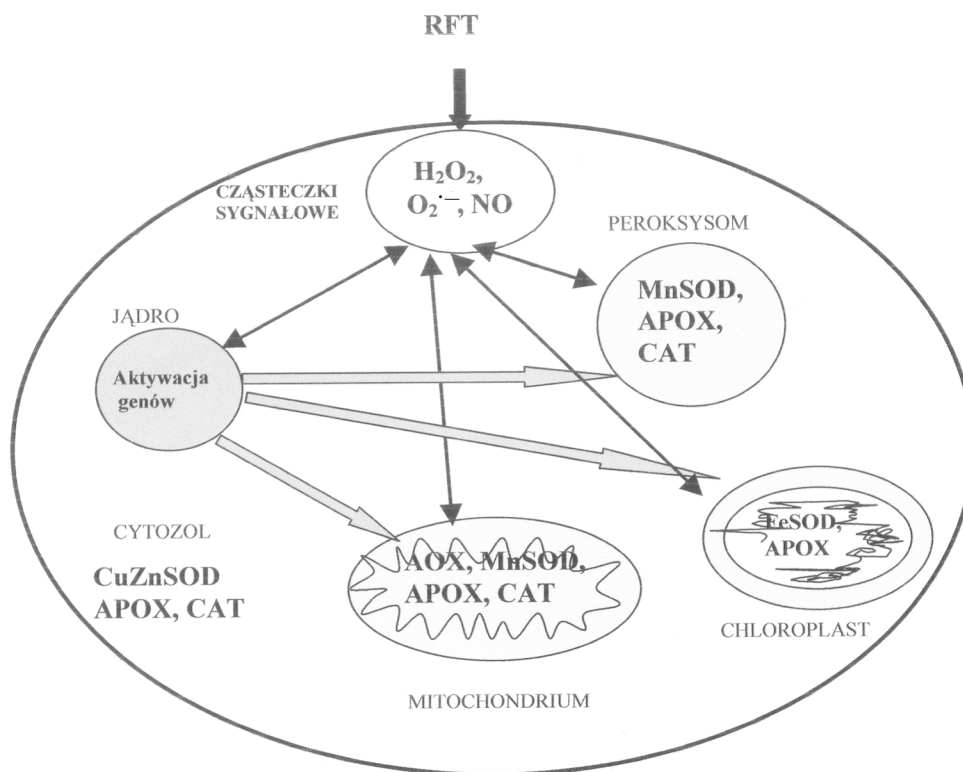 RFT
H₂O₂,
O₂·⁻, NO
CZĄSTECZKI
SYGNAŁOWE
PEROKSYSOM
MnSOD,
APOX,
CAT
JĄDRO
Aktywacja
genów
CYTOZOL
CuZnSOD
APOX, CAT
AOX, MnSOD,
APOX, CAT
MITOCHONDRIUM
FeSOD,
APOX
CHLOROPLAST